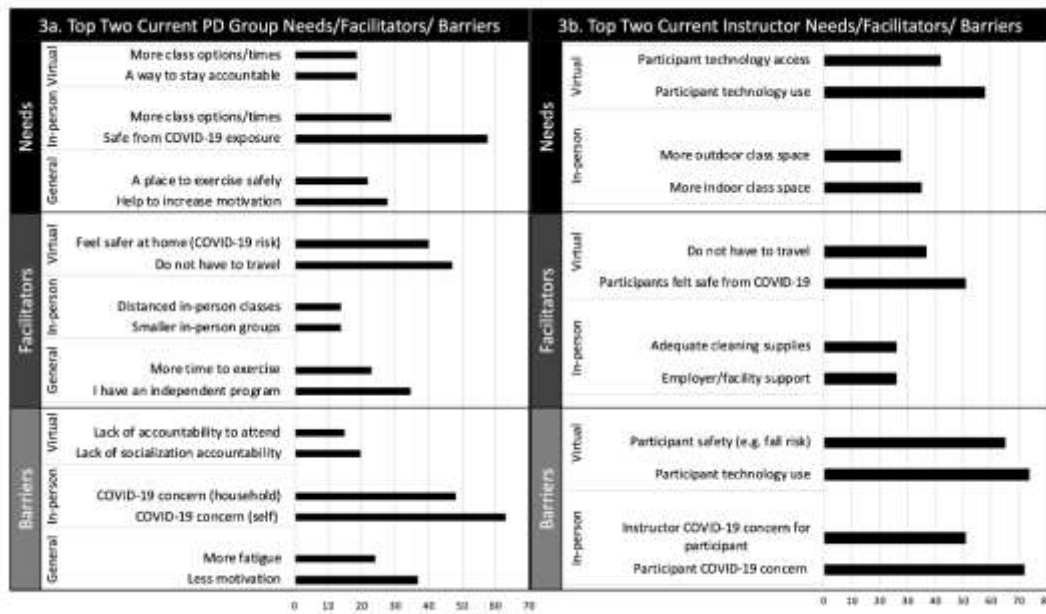 3a. Top Two Current PD Group Needs/Facilitators/ Barriers
Needs
Virtual
More class options/times
A way to stay accountable
In-person
More class options/times
Safe from COVID-19 exposure
General
A place to exercise safely
Help to increase motivation
Facilitators
Virtual
Feel safer at home (COVID-19 risk)
Do not have to travel
In-person
Distanced in-person classes
Smaller in-person groups
General
More time to exercise
I have an independent program
Barriers
Virtual
Lack of accountability to attend
Lack of socialization accountability
In-person
COVID-19 concern (household)
COVID-19 concern (self)
General
More fatigue
Less motivation
0 10 20 30 40 50 60 70
3b. Top Two Current Instructor Needs/Facilitators/ Barriers
Needs
Virtual
Participant technology access
Participant technology use
In-person
More outdoor class space
More indoor class space
Facilitators
Virtual
Do not have to travel
Participants felt safe from COVID-19
In-person
Adequate cleaning supplies
Employer/facility support
Barriers
Virtual
Participant safety (e.g. fall risk)
Participant technology use
In-person
Instructor COVID-19 concern for
participant
Participant COVID-19 concern
0 10 20 30 40 50 60 70 80